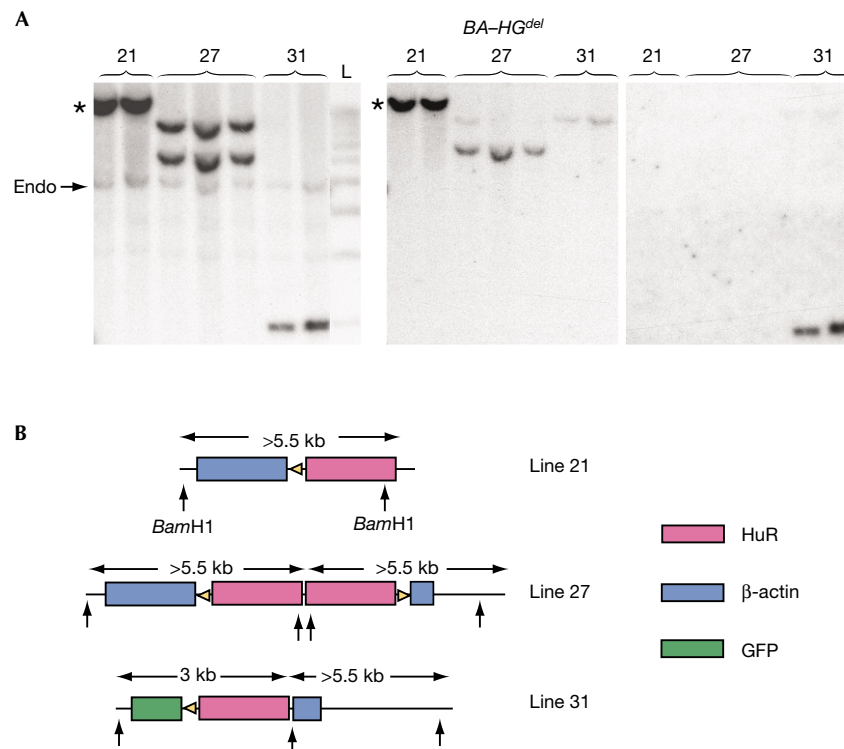 A
BA–HG^del
21 27 31 L
21 27 31
21 27 31
*
*
Endo
B
>5.5 kb
Line 21
BamH1 BamH1
HuR
>5.5 kb >5.5 kb
Line 27
β-actin
GFP
3 kb >5.5 kb
Line 31